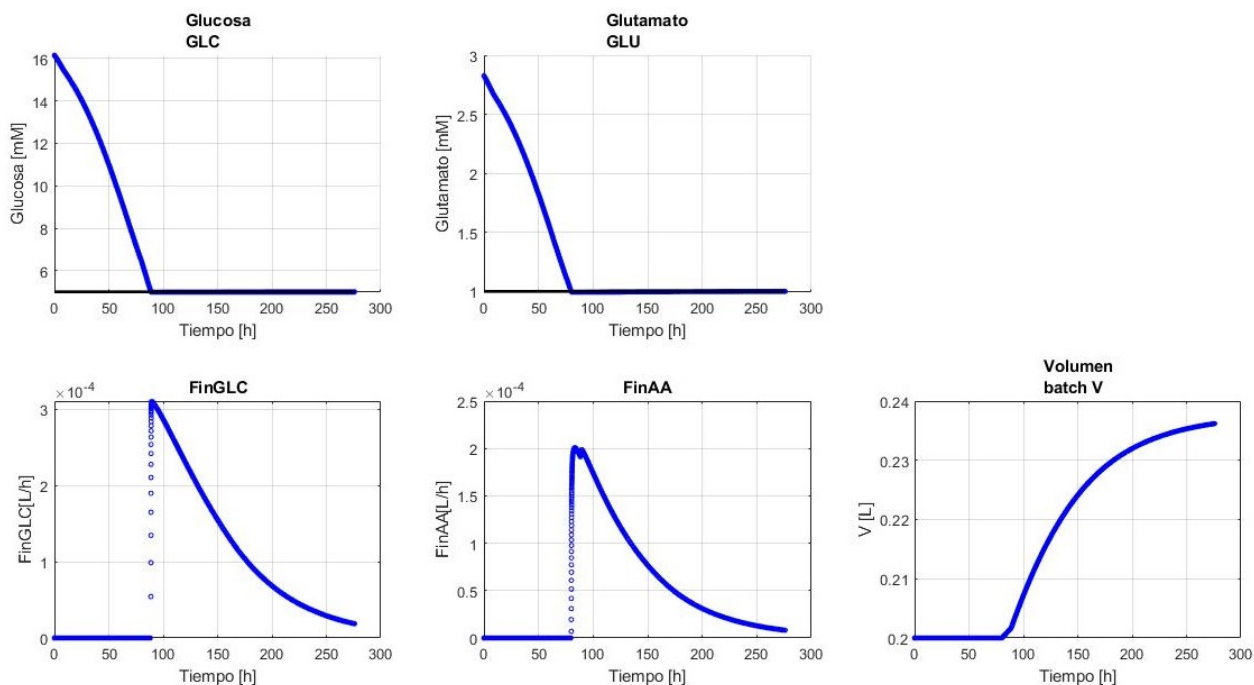 Glucosa
GLC
Glucosa [mM]
16
14
12
10
8
6
0 50 100 150 200 250 300
Tiempo [h]
Glutamato
GLU
Glutamato [mM]
3
2.5
2
1.5
1
0 50 100 150 200 250 300
Tiempo [h]
×10-4
FinGLC
FinGLC[L/h]
3
2
1
0
0 50 100 150 200 250 300
Tiempo [h]
×10-4
FinAA
FinAA[L/h]
2.5
2
1.5
1
0.5
0
0 50 100 150 200 250 300
Tiempo [h]
Volumen
batch V
V [L]
0.24
0.23
0.22
0.21
0.2
0 50 100 150 200 250 300
Tiempo [h]